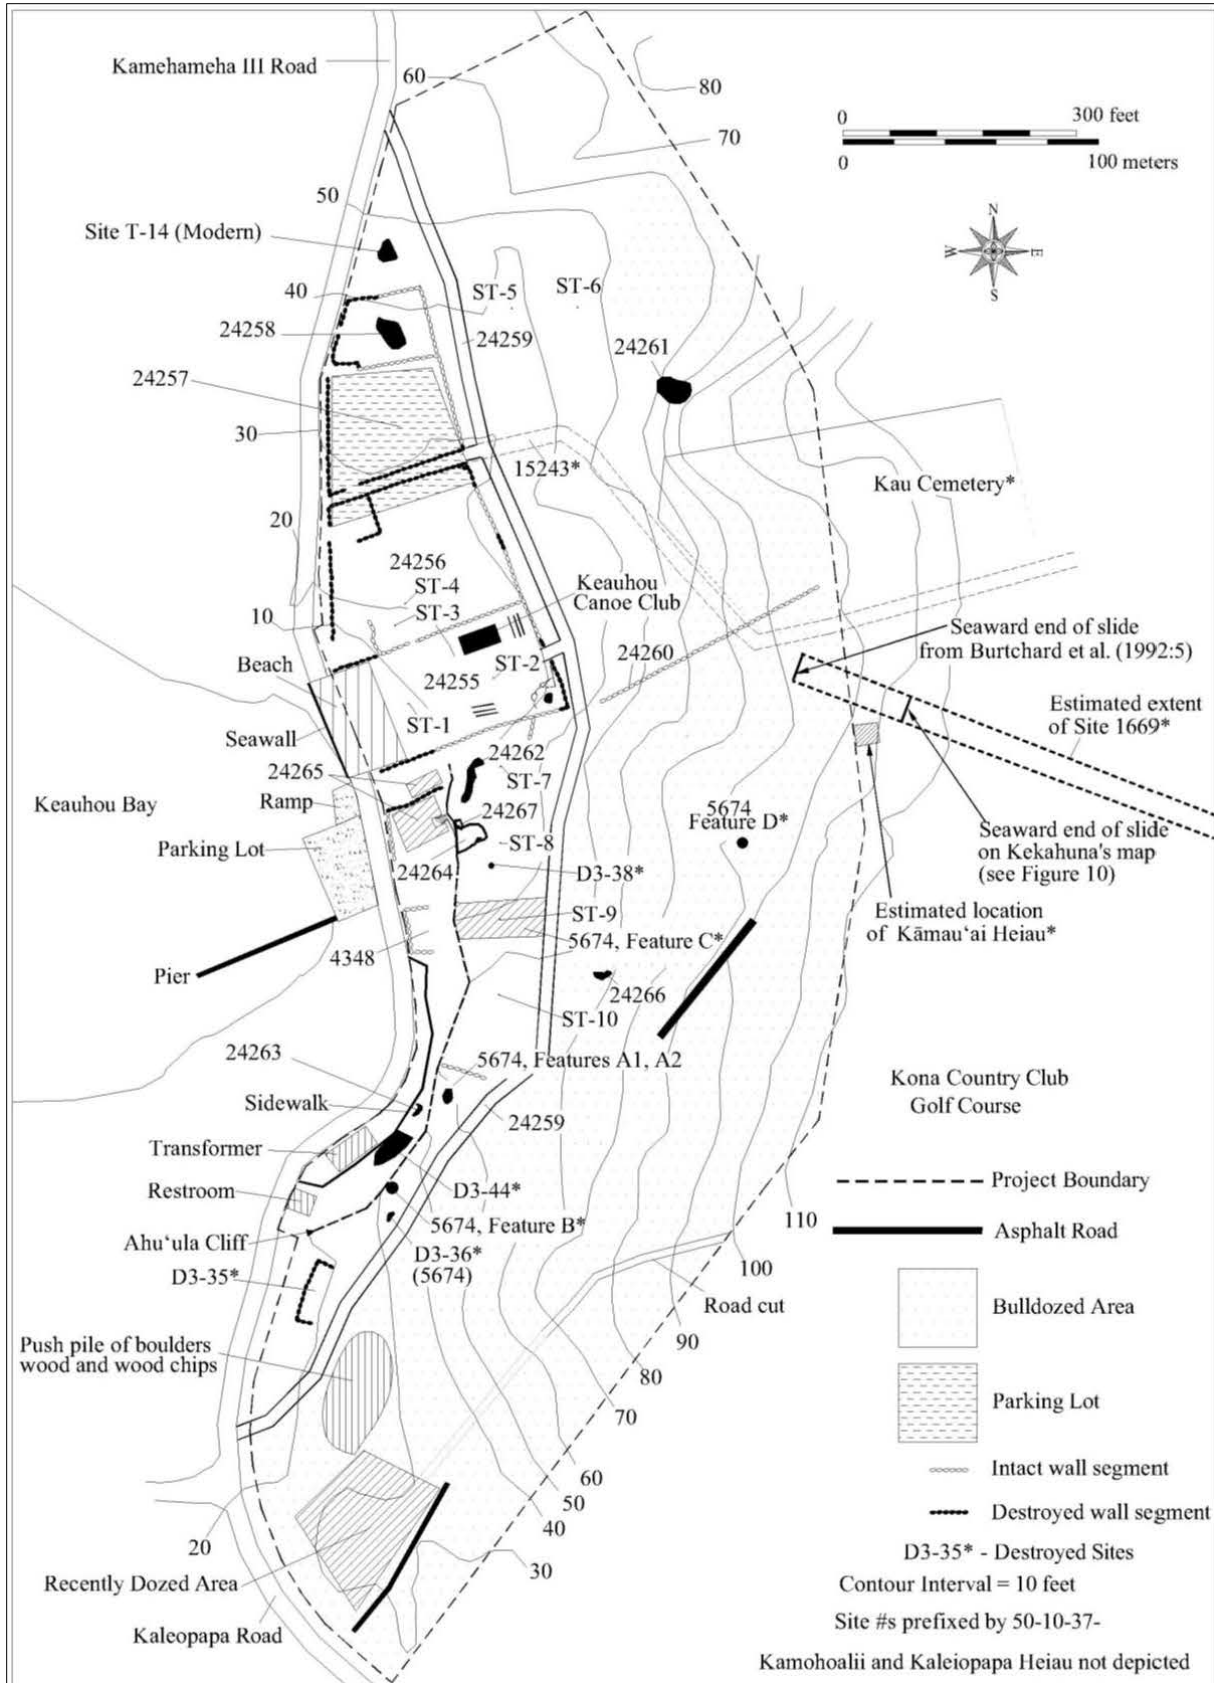 Kamehameha III Road
60
80
70
0
300 feet
0
100 meters
50
Site T-14 (Modern)
N
W
E
S
40
ST-5
ST-6
24258
24259
24261
24257
30
15243*
Kau Cemetery*
20
24256
ST-4
ST-3
Keauhou
Canoe Club
10
Beach
24260
Seaward end of slide
from Burtchard et al. (1992:5)
ST-2
24255
Estimated extent
of Site 1669*
ST-1
Seawall
24262
24265
ST-7
Ramp
Keauhou Bay
24267
5674
Feature D*
Seaward end of slide
on Kekahuna's map
(see Figure 10)
Parking Lot
ST-8
24264
D3-38*
ST-9
Estimated location
of Kāmau‘ai Heiau*
5674, Feature C*
4348
Pier
24266
ST-10
24263
5674, Features A1, A2
Kona Country Club
Golf Course
Sidewalk
24259
Transformer
Restroom
D3-44*
Project Boundary
5674, Feature B*
110
Asphalt Road
Ahu‘ula Cliff
D3-36*
(5674)
D3-35*
100
Road cut
Bulldozed Area
Push pile of boulders
wood and wood chips
90
80
70
Parking Lot
60
50
40
Intact wall segment
Destroyed wall segment
20
30
D3-35* - Destroyed Sites
Recently Dozed Area
Contour Interval = 10 feet
Kaleopapa Road
Site #s prefixed by 50-10-37-
Kamohoalii and Kaleiopapa Heiau not depicted